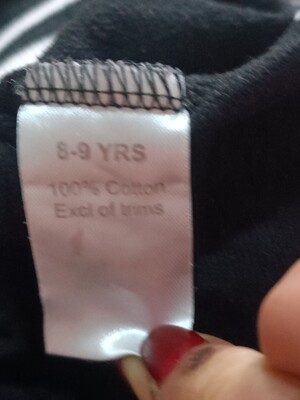 8-9 YRS
100% Cotton
Excl of trims